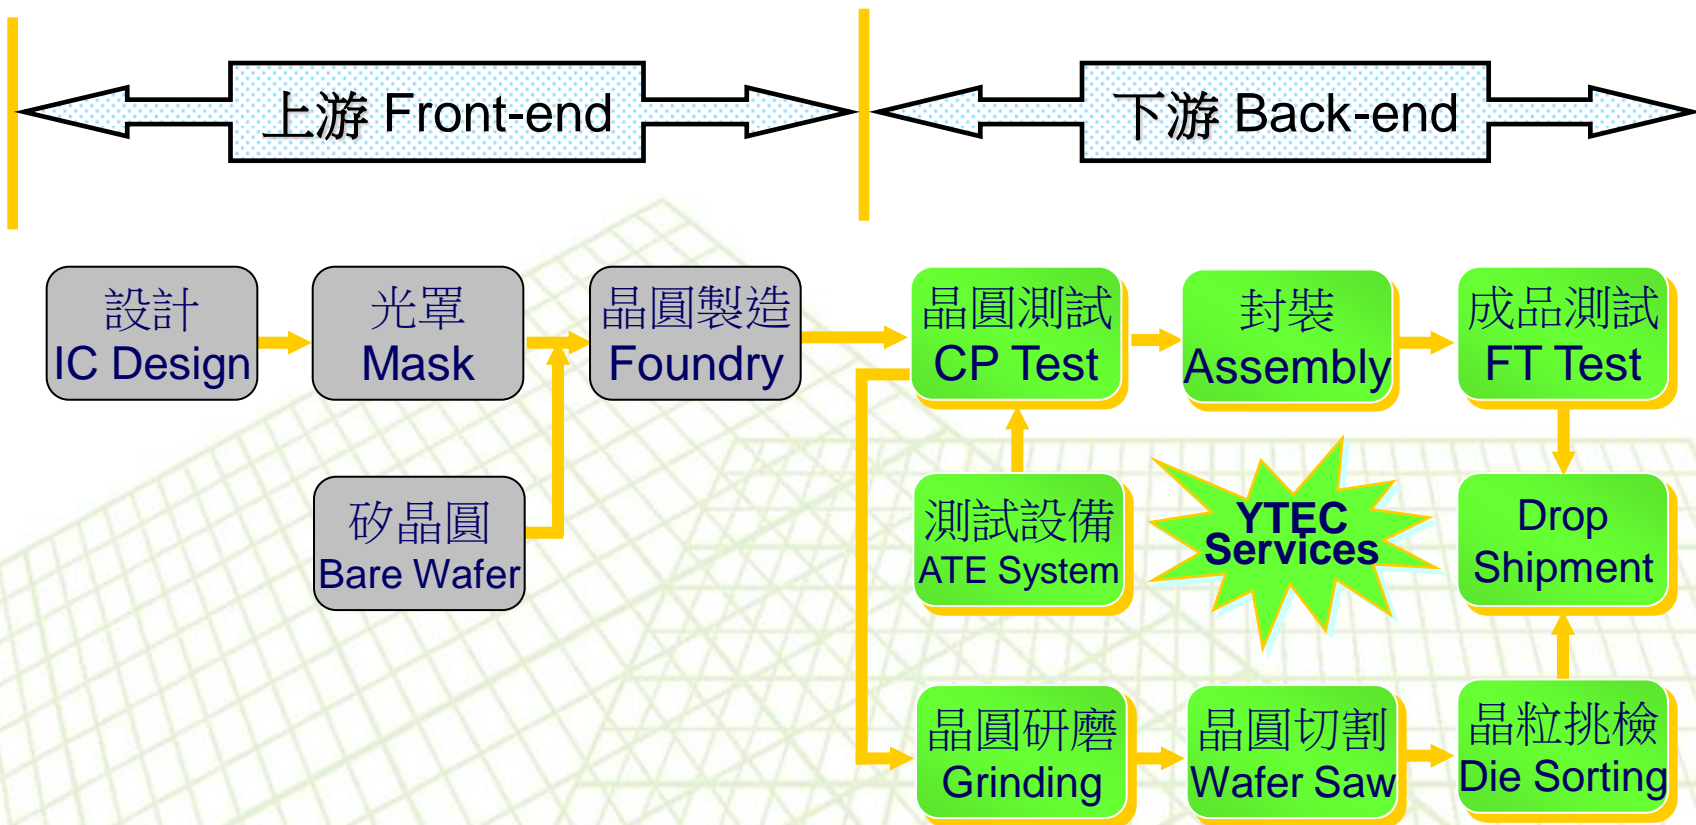 上游 Front-end
下游 Back-end
設計
IC Design
光罩
Mask
晶圓製造
Foundry
晶圓測試
CP Test
封裝
Assembly
成品測試
FT Test
矽晶圓
Bare Wafer
測試設備
ATE System
YTEC
Services
Drop
Shipment
晶圓研磨
Grinding
晶圓切割
Wafer Saw
晶粒挑檢
Die Sorting